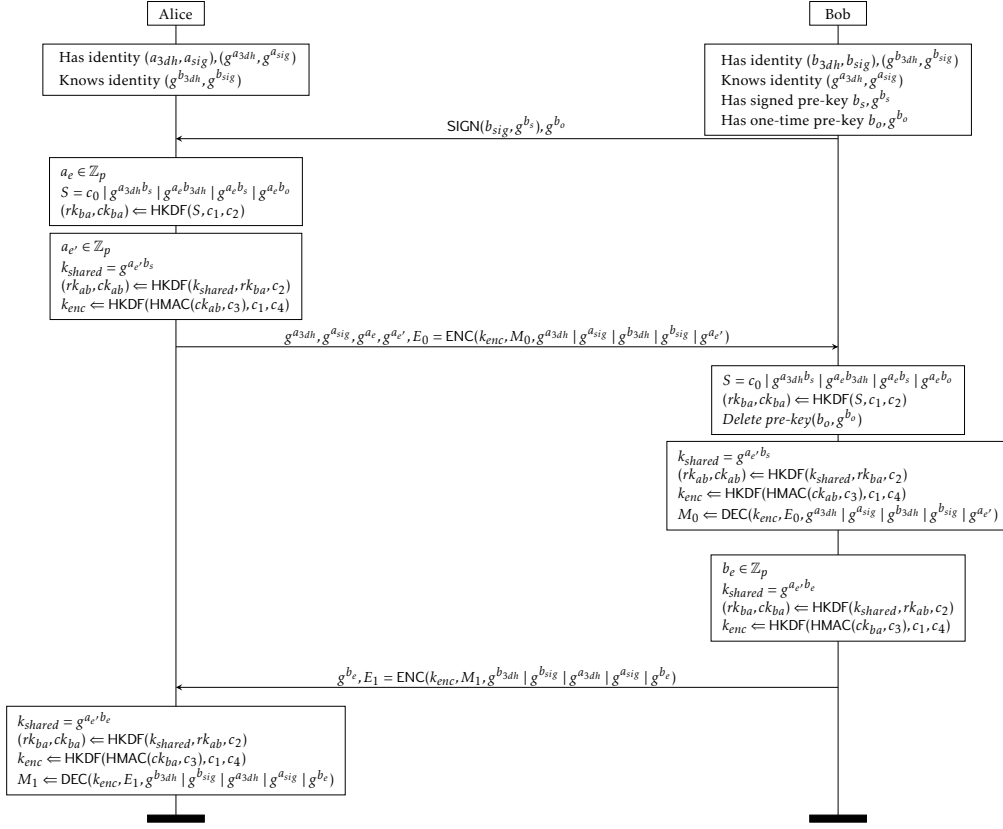 Alice
Bob
Has identity (a_{3dh}, a_{sig}), (g^{a_{3dh}}, g^{a_{sig}})
Knows identity (g^{b_{3dh}}, g^{b_{sig}})
Has identity (b_{3dh}, b_{sig}), (g^{b_{3dh}}, g^{b_{sig}})
Knows identity (g^{a_{3dh}}, g^{a_{sig}})
Has signed pre-key b_s, g^{b_s}
Has one-time pre-key b_o, g^{b_o}
SIGN(b_{sig}, g^{b_s}), g^{b_o}
a_e ∈ ℤ_p
S = c_0 | g^{a_{3dh}b_s} | g^{a_eb_{3dh}} | g^{a_eb_s} | g^{a_eb_o}
(rk_{ba}, ck_{ba}) ⇐ HKDF(S, c_1, c_2)
a_{e'} ∈ ℤ_p
k_{shared} = g^{a_{e'}b_s}
(rk_{ab}, ck_{ab}) ⇐ HKDF(k_{shared}, rk_{ba}, c_2)
k_{enc} ⇐ HKDF(HMAC(ck_{ab}, c_3), c_1, c_4)
g^{a_{3dh}}, g^{a_{sig}}, g^{a_e}, g^{a_{e'}}, E_0 = ENC(k_{enc}, M_0, g^{a_{3dh}} | g^{a_{sig}} | g^{b_{3dh}} | g^{b_{sig}} | g^{a_{e'}})
S = c_0 | g^{a_{3dh}b_s} | g^{a_eb_{3dh}} | g^{a_eb_s} | g^{a_eb_o}
(rk_{ba}, ck_{ba}) ⇐ HKDF(S, c_1, c_2)
Delete pre-key(b_o, g^{b_o})
k_{shared} = g^{a_{e'}b_s}
(rk_{ab}, ck_{ab}) ⇐ HKDF(k_{shared}, rk_{ba}, c_2)
k_{enc} ⇐ HKDF(HMAC(ck_{ab}, c_3), c_1, c_4)
M_0 ⇐ DEC(k_{enc}, E_0, g^{a_{3dh}} | g^{a_{sig}} | g^{b_{3dh}} | g^{b_{sig}} | g^{a_{e'}})
b_e ∈ ℤ_p
k_{shared} = g^{a_{e'}b_e}
(rk_{ba}, ck_{ba}) ⇐ HKDF(k_{shared}, rk_{ab}, c_2)
k_{enc} ⇐ HKDF(HMAC(ck_{ba}, c_3), c_1, c_4)
g^{b_e}, E_1 = ENC(k_{enc}, M_1, g^{b_{3dh}} | g^{b_{sig}} | g^{a_{3dh}} | g^{a_{sig}} | g^{b_e})
k_{shared} = g^{a_{e'}b_e}
(rk_{ba}, ck_{ba}) ⇐ HKDF(k_{shared}, rk_{ab}, c_2)
k_{enc} ⇐ HKDF(HMAC(ck_{ba}, c_3), c_1, c_4)
M_1 ⇐ DEC(k_{enc}, E_1, g^{b_{3dh}} | g^{b_{sig}} | g^{a_{3dh}} | g^{a_{sig}} | g^{b_e})